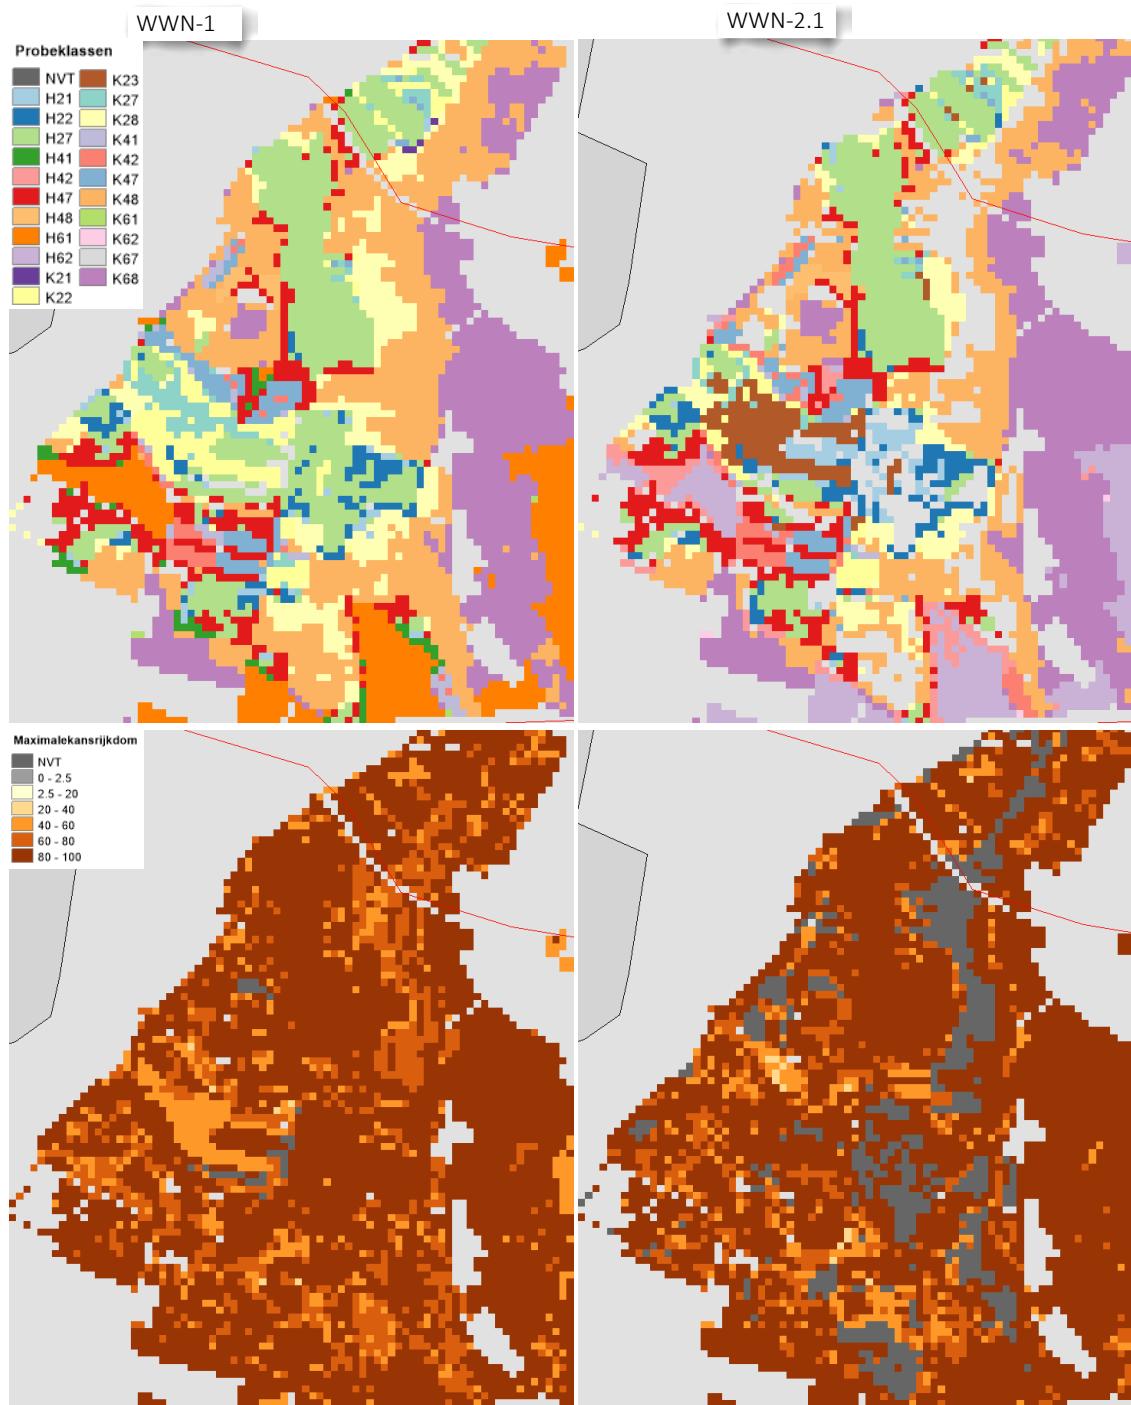 WWN-1
WWN-2.1
Probeklassen
NVT K23
H21 K27
H22 K28
H27 K41
H41 K42
H42 K47
H47 K48
H48 K61
H61 K62
H62 K67
K21 K68
K22
Maximalekansrijkdom
NVT
0 - 2.5
2.5 - 20
20 - 40
40 - 60
60 - 80
80 - 100